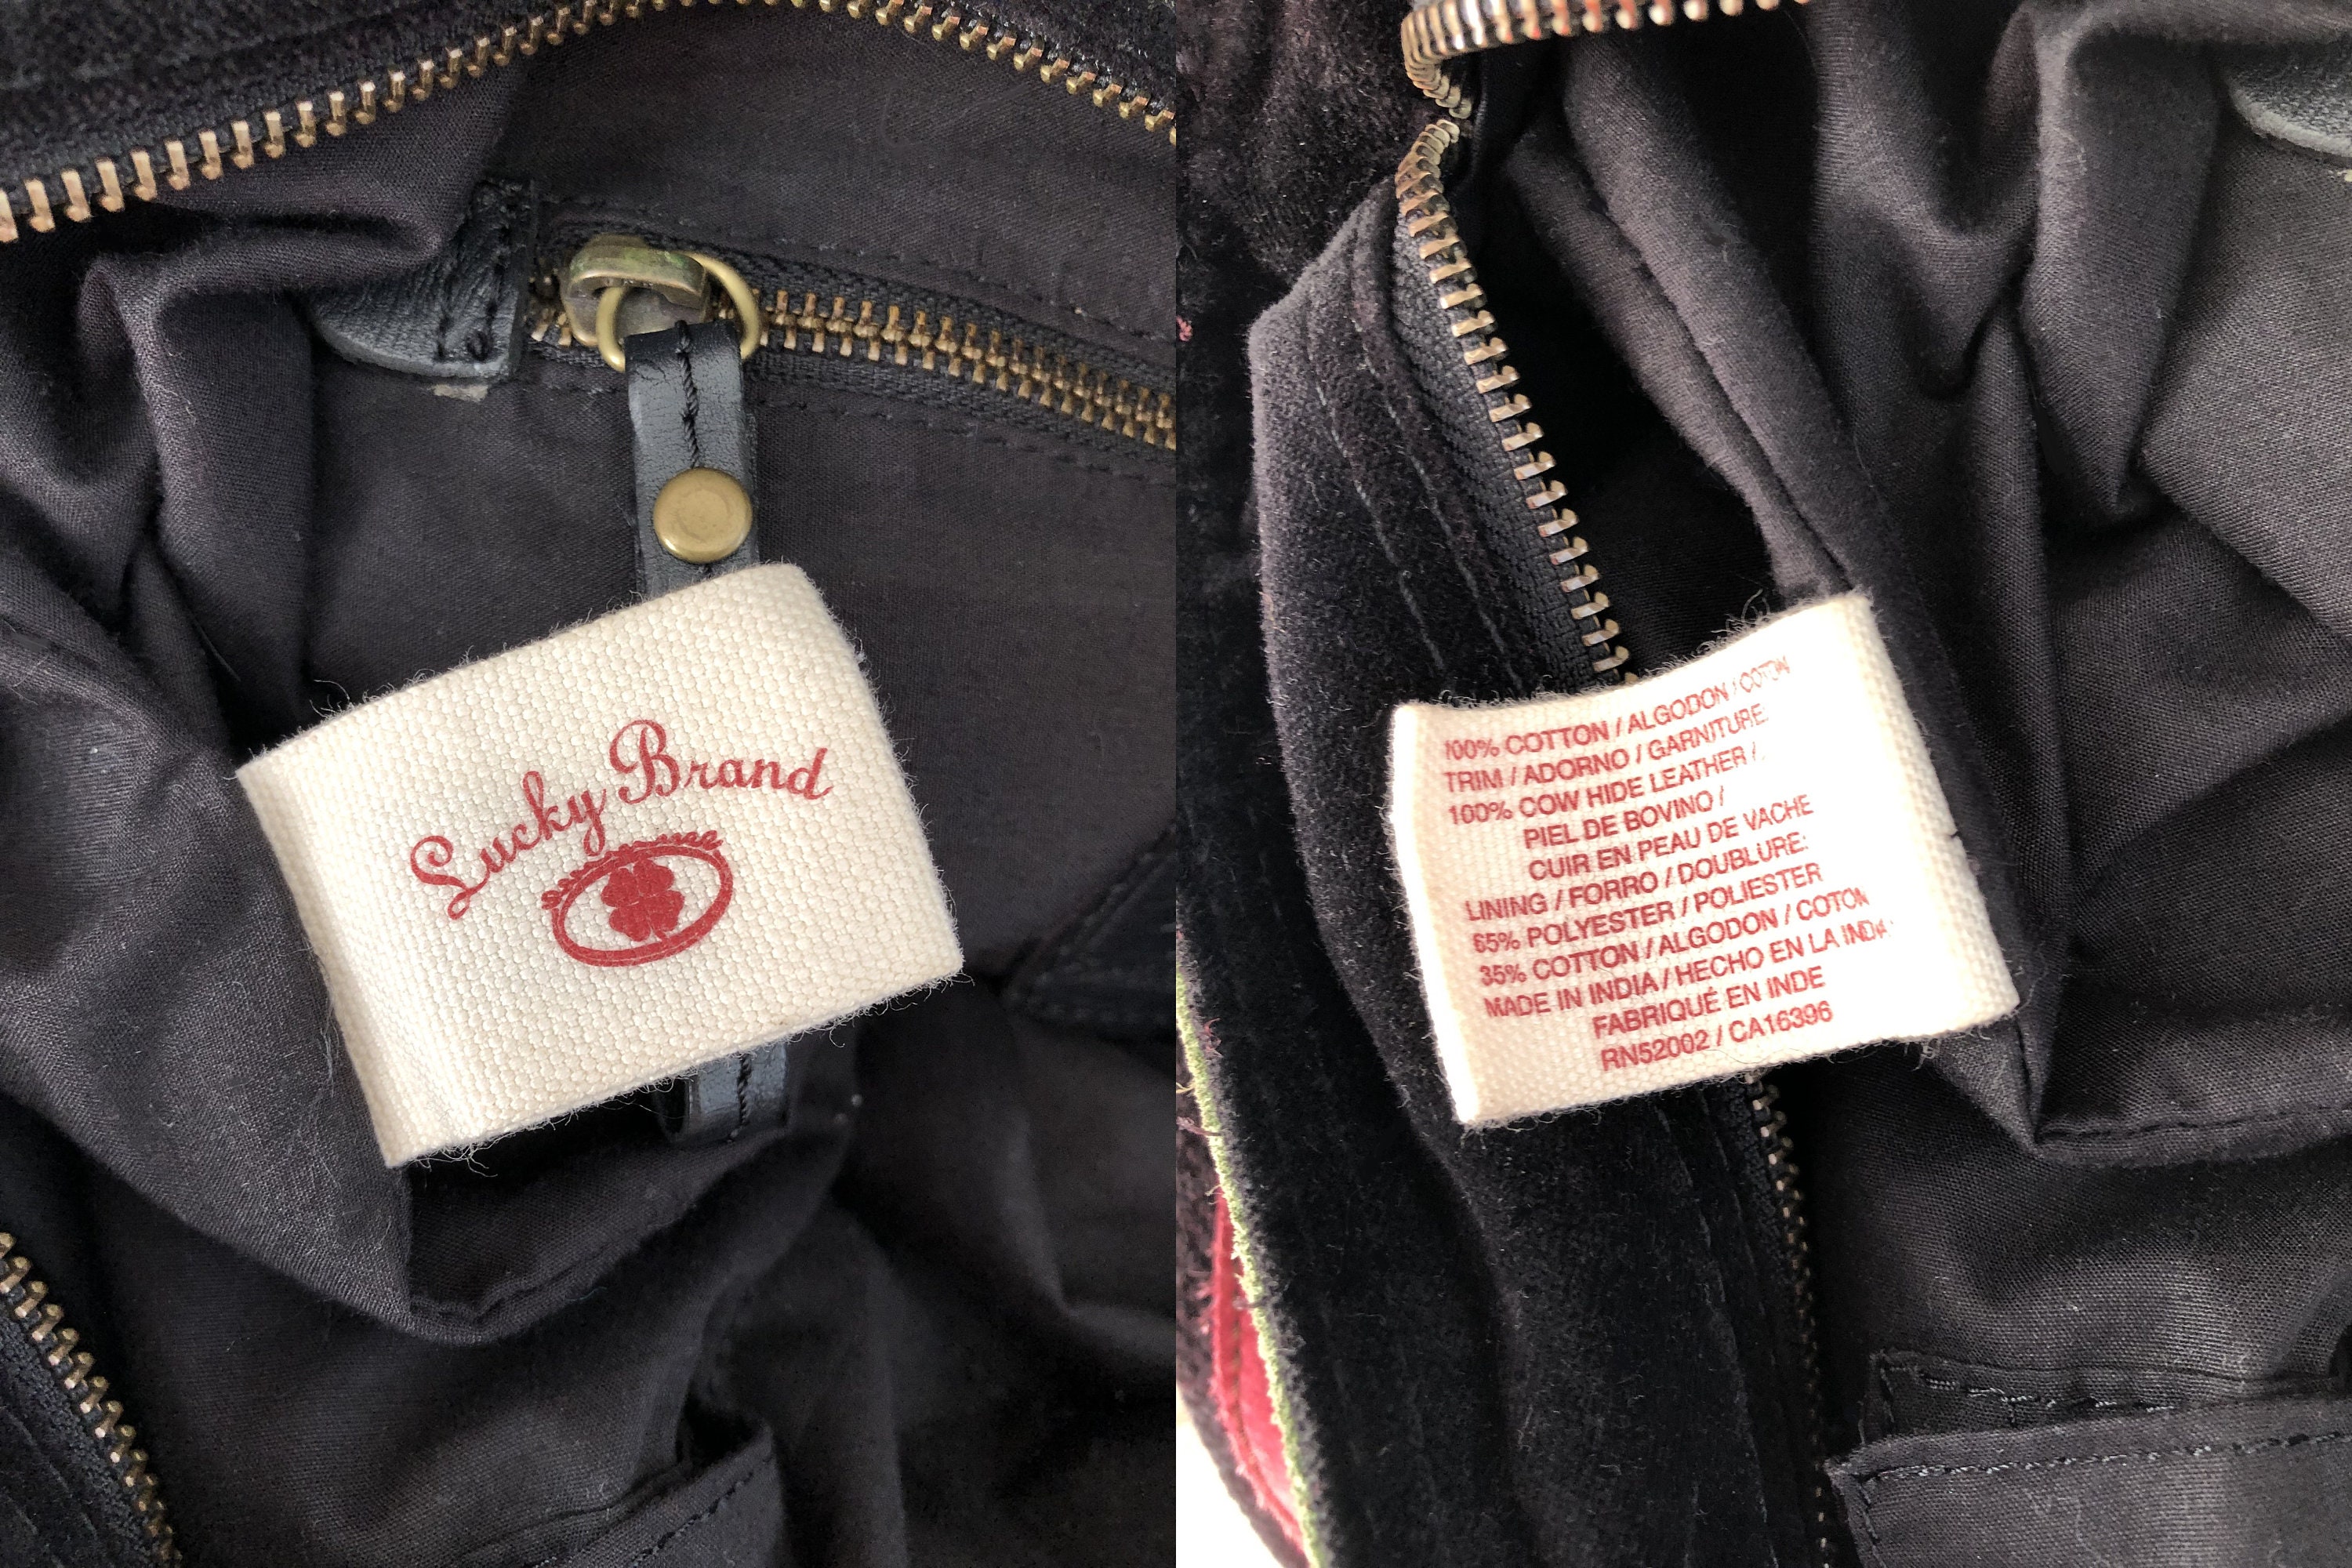 Lucky Brand
100% COTTON / ALGODON / COTON
TRIM / ADORNO / GARNITURE:
100% COW HIDE LEATHER /
PIEL DE BOVINO /
CUIR EN PEAU DE VACHE
LINING / FORRO / DOUBLURE:
65% POLYESTER / POLIESTER
35% COTTON / ALGODON / COTON
MADE IN INDIA / HECHO EN LA INDIA
FABRIQUÉ EN INDE
RN52002 / CA16396